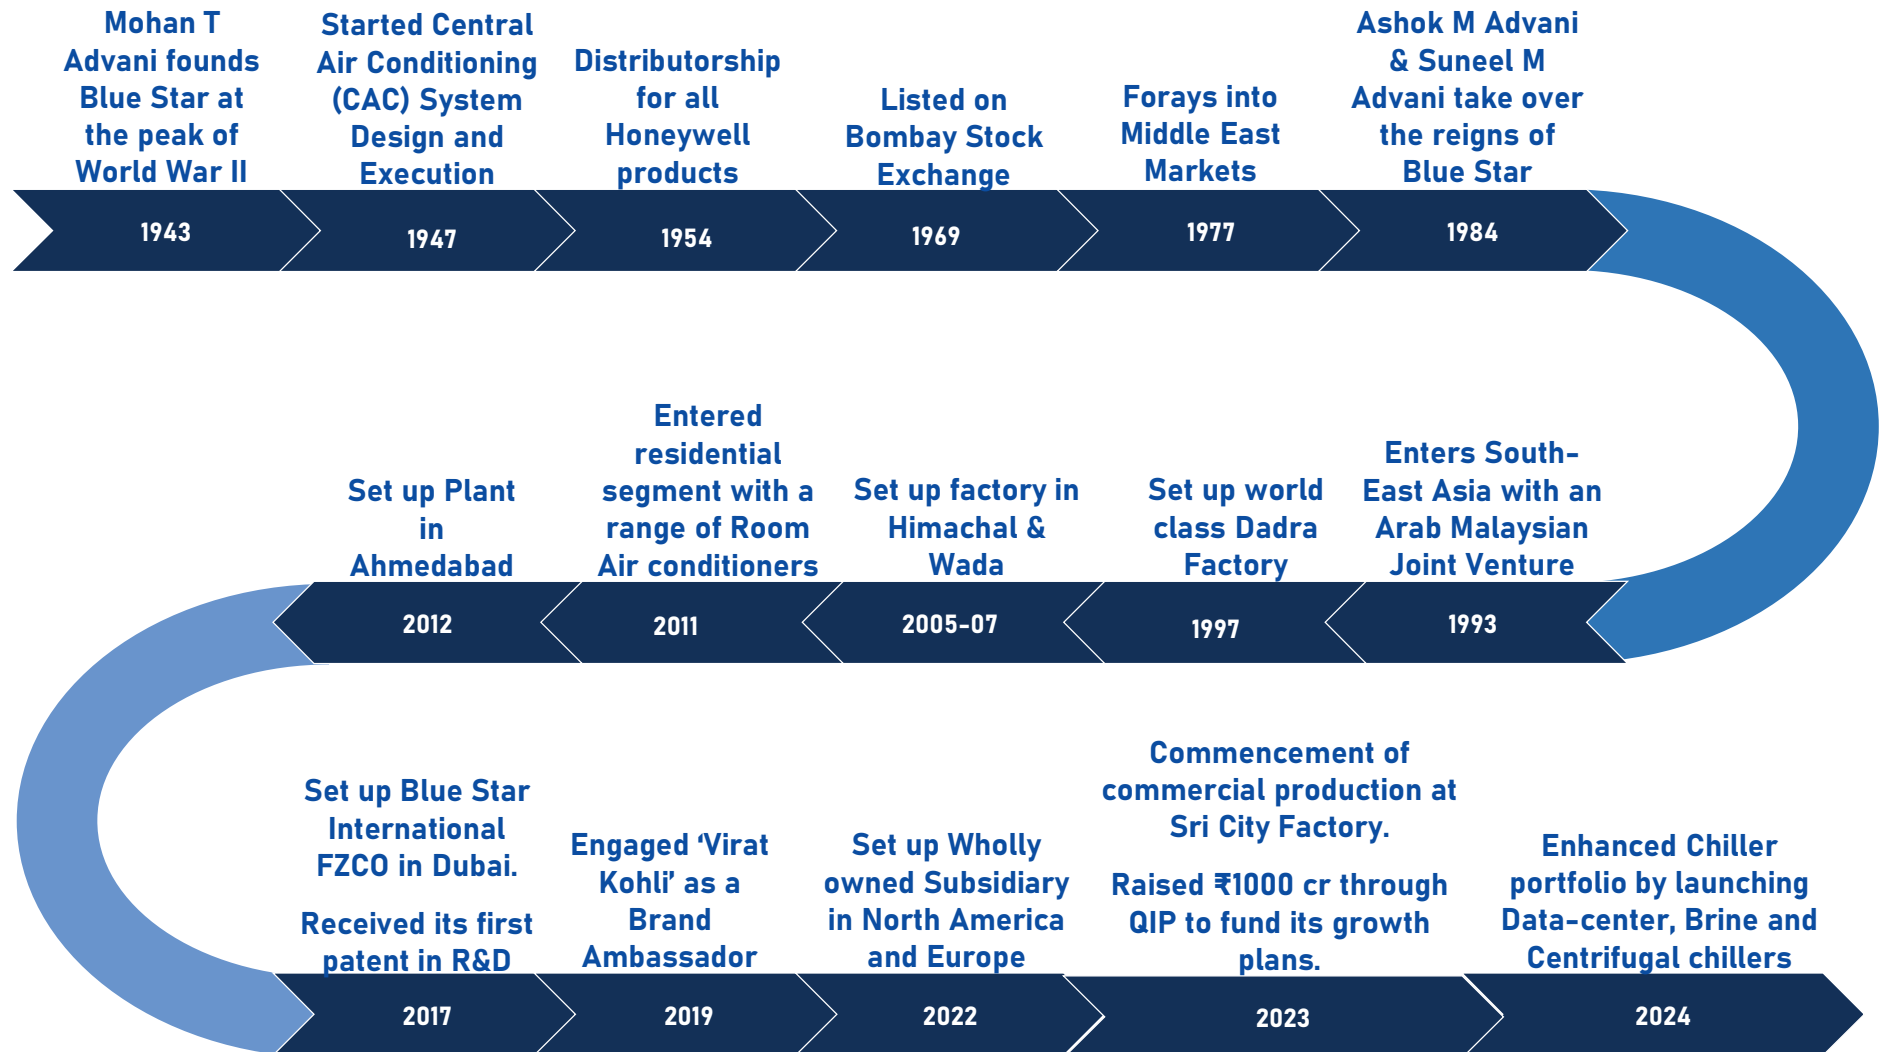 Mohan T
Advani founds
Blue Star at
the peak of
World War II
1943
Started Central
Air Conditioning
(CAC) System
Design and
Execution
1947
Distributorship
for all
Honeywell
products
1954
Listed on
Bombay Stock
Exchange
1969
Forays into
Middle East
Markets
1977
Ashok M Advani
& Suneel M
Advani take over
the reigns of
Blue Star
1984
Enters South-
East Asia with an
Arab Malaysian
Joint Venture
1993
Set up world
class Dadra
Factory
1997
Set up factory in
Himachal &
Wada
2005-07
Entered
residential
segment with a
range of Room
Air conditioners
2011
Set up Plant
in
Ahmedabad
2012
Set up Blue Star
International
FZCO in Dubai.
Received its first
patent in R&D
2017
Engaged ‘Virat
Kohli’ as a
Brand
Ambassador
2019
Set up Wholly
owned Subsidiary
in North America
and Europe
2022
Commencement of
commercial production at
Sri City Factory.
Raised ₹1000 cr through
QIP to fund its growth
plans.
2023
Enhanced Chiller
portfolio by launching
Data-center, Brine and
Centrifugal chillers
2024